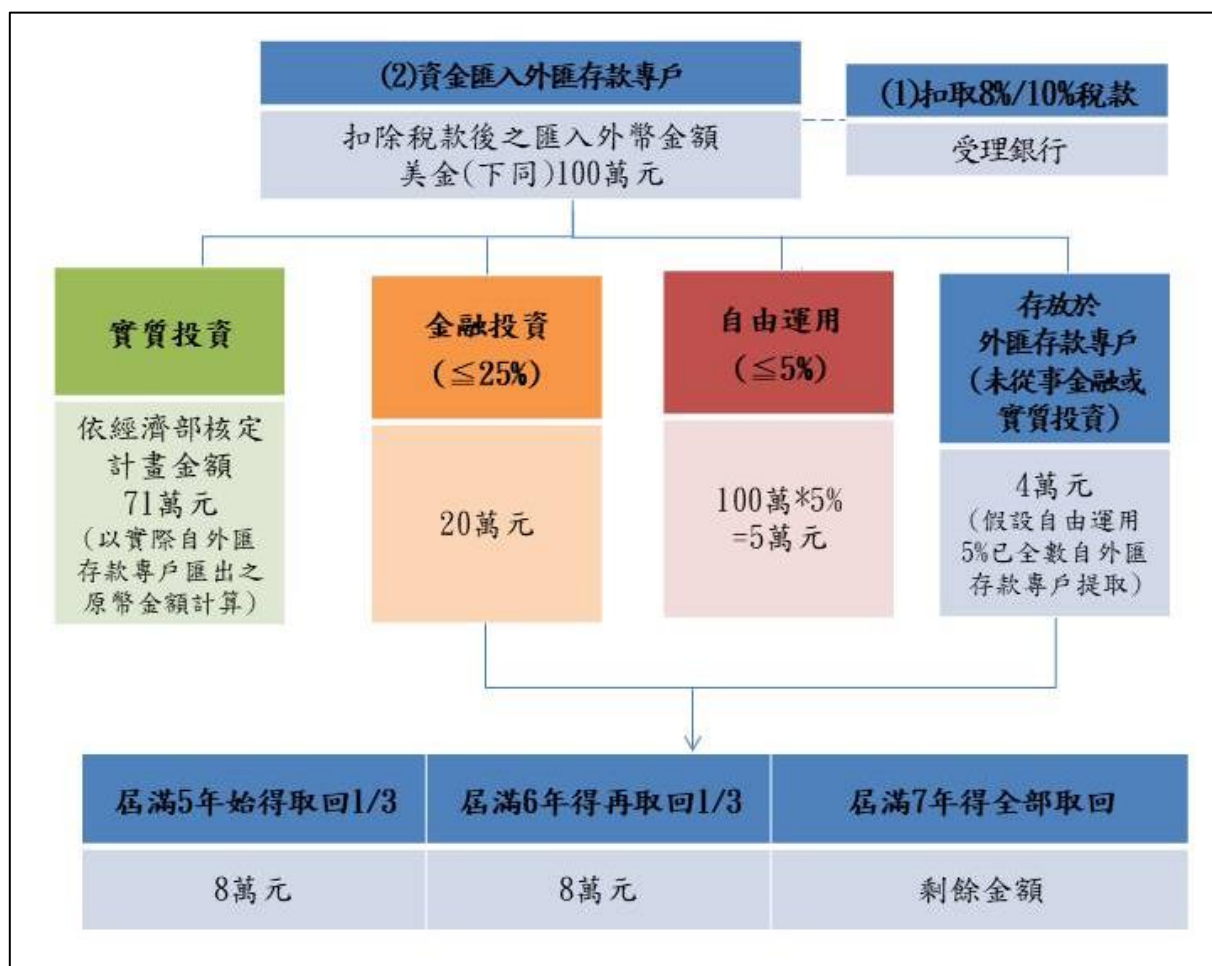 (2)資金匯入外匯存款專戶
扣除稅款後之匯入外幣金額
美金(下同)100萬元
(1)扣取8%/10%稅款
受理銀行
實質投資
依經濟部核定
計畫金額
71萬元
(以實際自外匯
存款專戶匯出之
原幣金額計算)
金融投資
(≦25%)
20萬元
自由運用
(≦5%)
100萬*5%
=5萬元
存放於
外匯存款專戶
(未從事金融或
實質投資)
4萬元
(假設自由運用
5%已全數自外匯
存款專戶提取)
屆滿5年始得取回1/3
屆滿6年得再取回1/3
屆滿7年得全部取回
8萬元
8萬元
剩餘金額